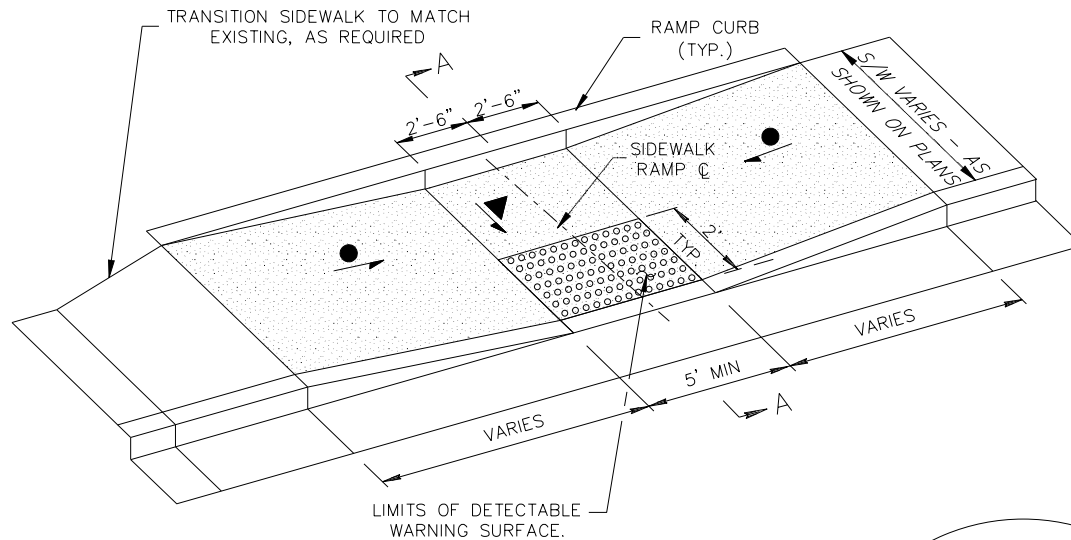 TRANSITION SIDEWALK TO MATCH
EXISTING, AS REQUIRED
RAMP CURB
(TYP.)
A
2'-6"
2'-6"
S/W VARIES - AS
SHOWN ON PLANS
SIDEWALK
RAMP ℄
2'
TYP
VARIES
5' MIN
A
VARIES
LIMITS OF DETECTABLE
WARNING SURFACE.